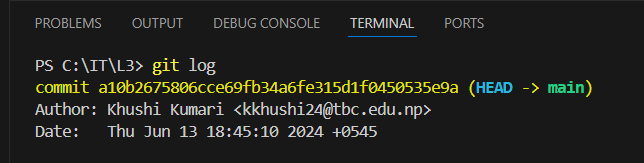 PROBLEMS OUTPUT DEBUG CONSOLE TERMINAL PORTS
PS C:\IT\L3> git log
commit a10b2675806cce69fb34a6fe315d1f0450535e9a (HEAD -> main)
Author: Khushi Kumari <kkhushi24@tbc.edu.np>
Date:   Thu Jun 13 18:45:10 2024 +0545